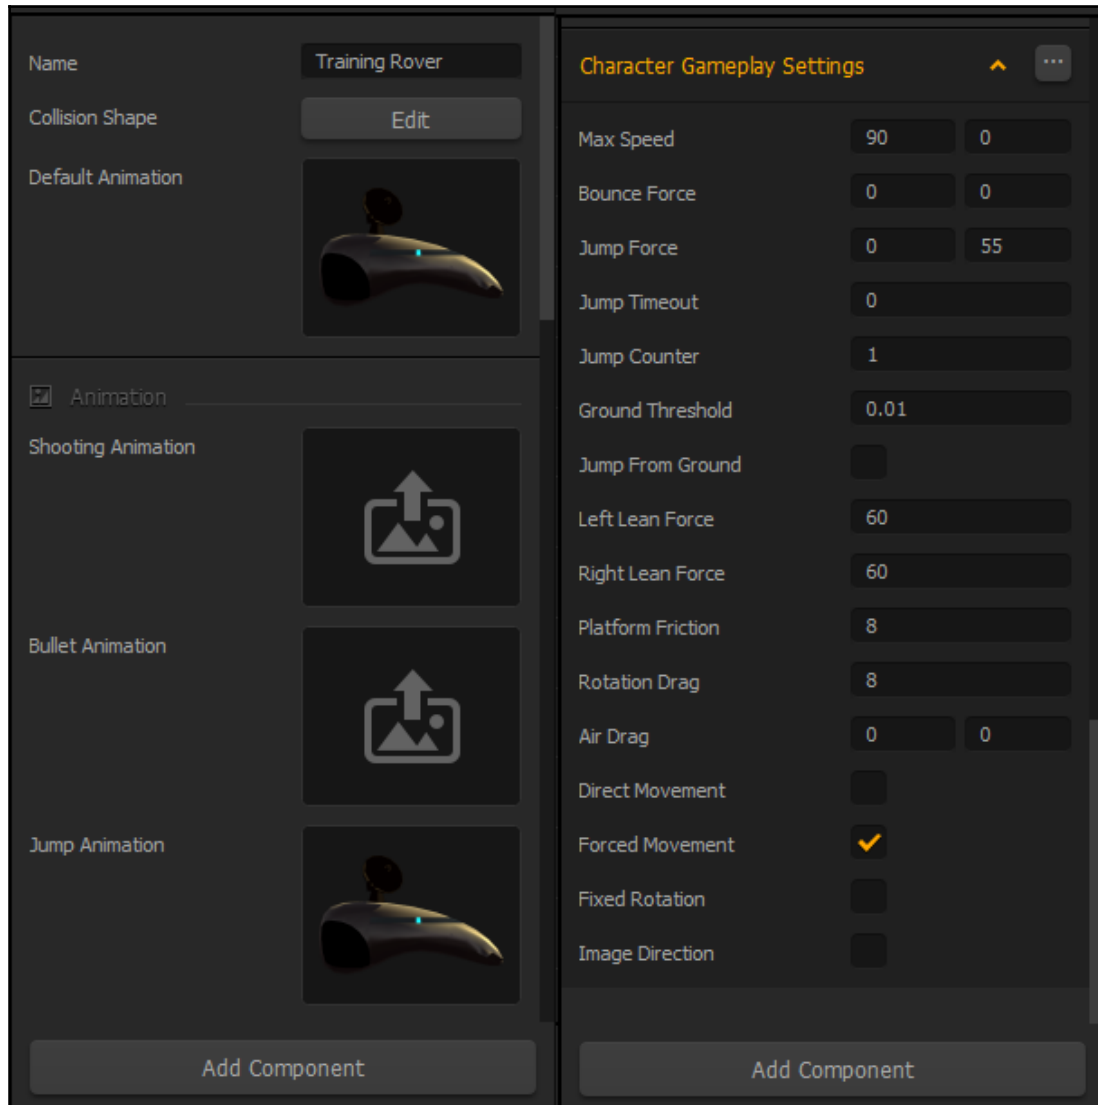 Name Training Rover
Collision Shape Edit
Default Animation
Animation
Shooting Animation
Bullet Animation
Jump Animation
Add Component
Character Gameplay Settings
Max Speed 90 0
Bounce Force 0 0
Jump Force 0 55
Jump Timeout 0
Jump Counter 1
Ground Threshold 0.01
Jump From Ground
Left Lean Force 60
Right Lean Force 60
Platform Friction 8
Rotation Drag 8
Air Drag 0 0
Direct Movement
Forced Movement
Fixed Rotation
Image Direction
Add Component